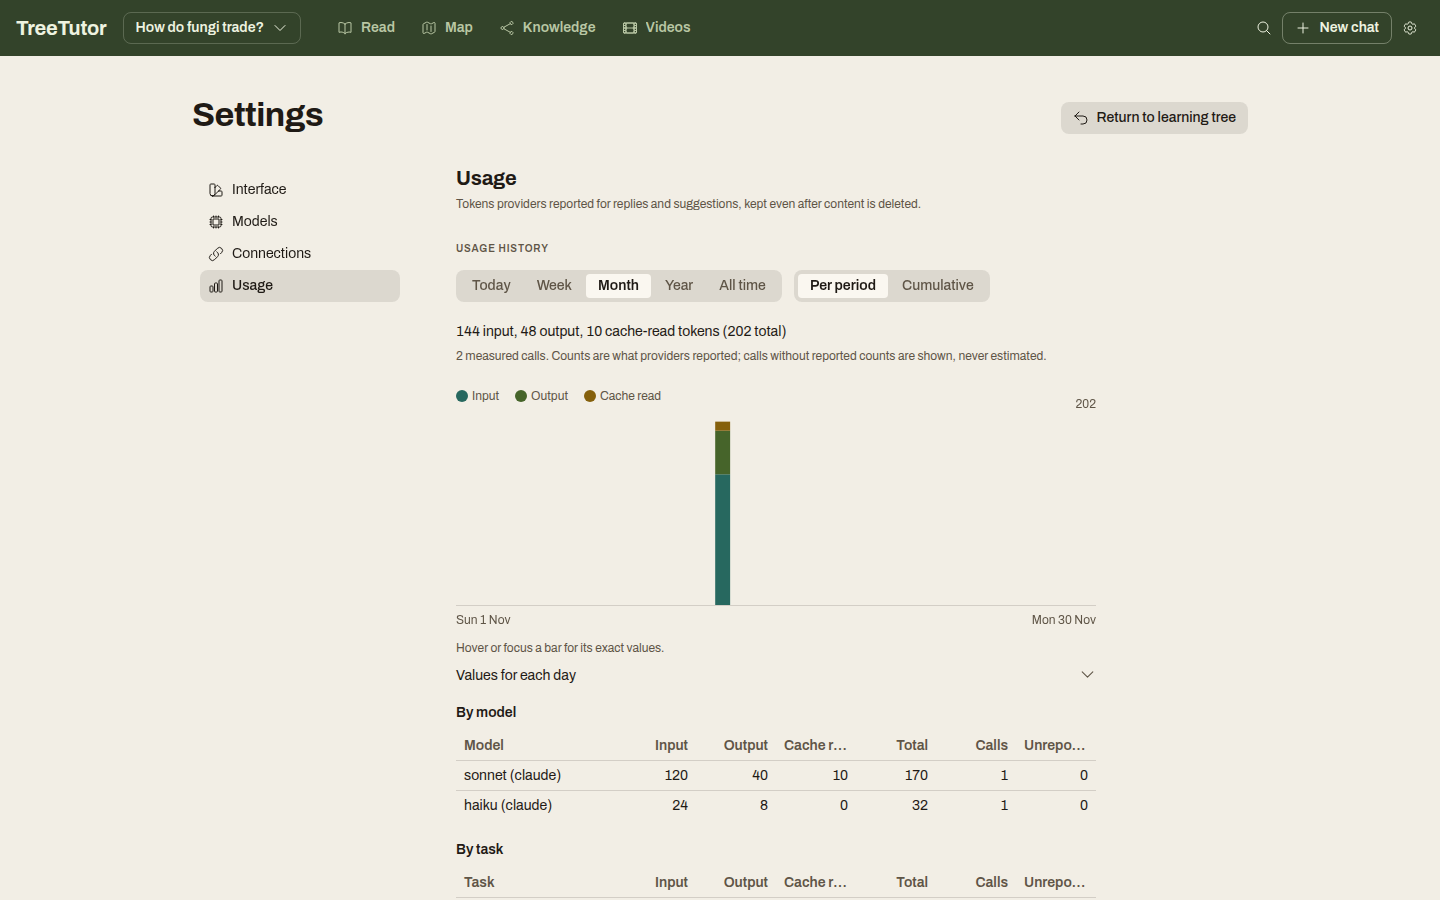 TreeTutor How do fungi trade? Read Map Knowledge Videos New chat
Settings
Return to learning tree
Interface
Models
Connections
Usage
Usage
Tokens providers reported for replies and suggestions, kept even after content is deleted.
USAGE HISTORY
Today Week Month Year All time Per period Cumulative
144 input, 48 output, 10 cache-read tokens (202 total)
2 measured calls. Counts are what providers reported; calls without reported counts are shown, never estimated.
Input Output Cache read
202
Sun 1 Nov Mon 30 Nov
Hover or focus a bar for its exact values.
Values for each day
By model
Model Input Output Cache r... Total Calls Unrepo...
sonnet (claude) 120 40 10 170 1 0
haiku (claude) 24 8 0 32 1 0
By task
Task Input Output Cache r... Total Calls Unrepo...